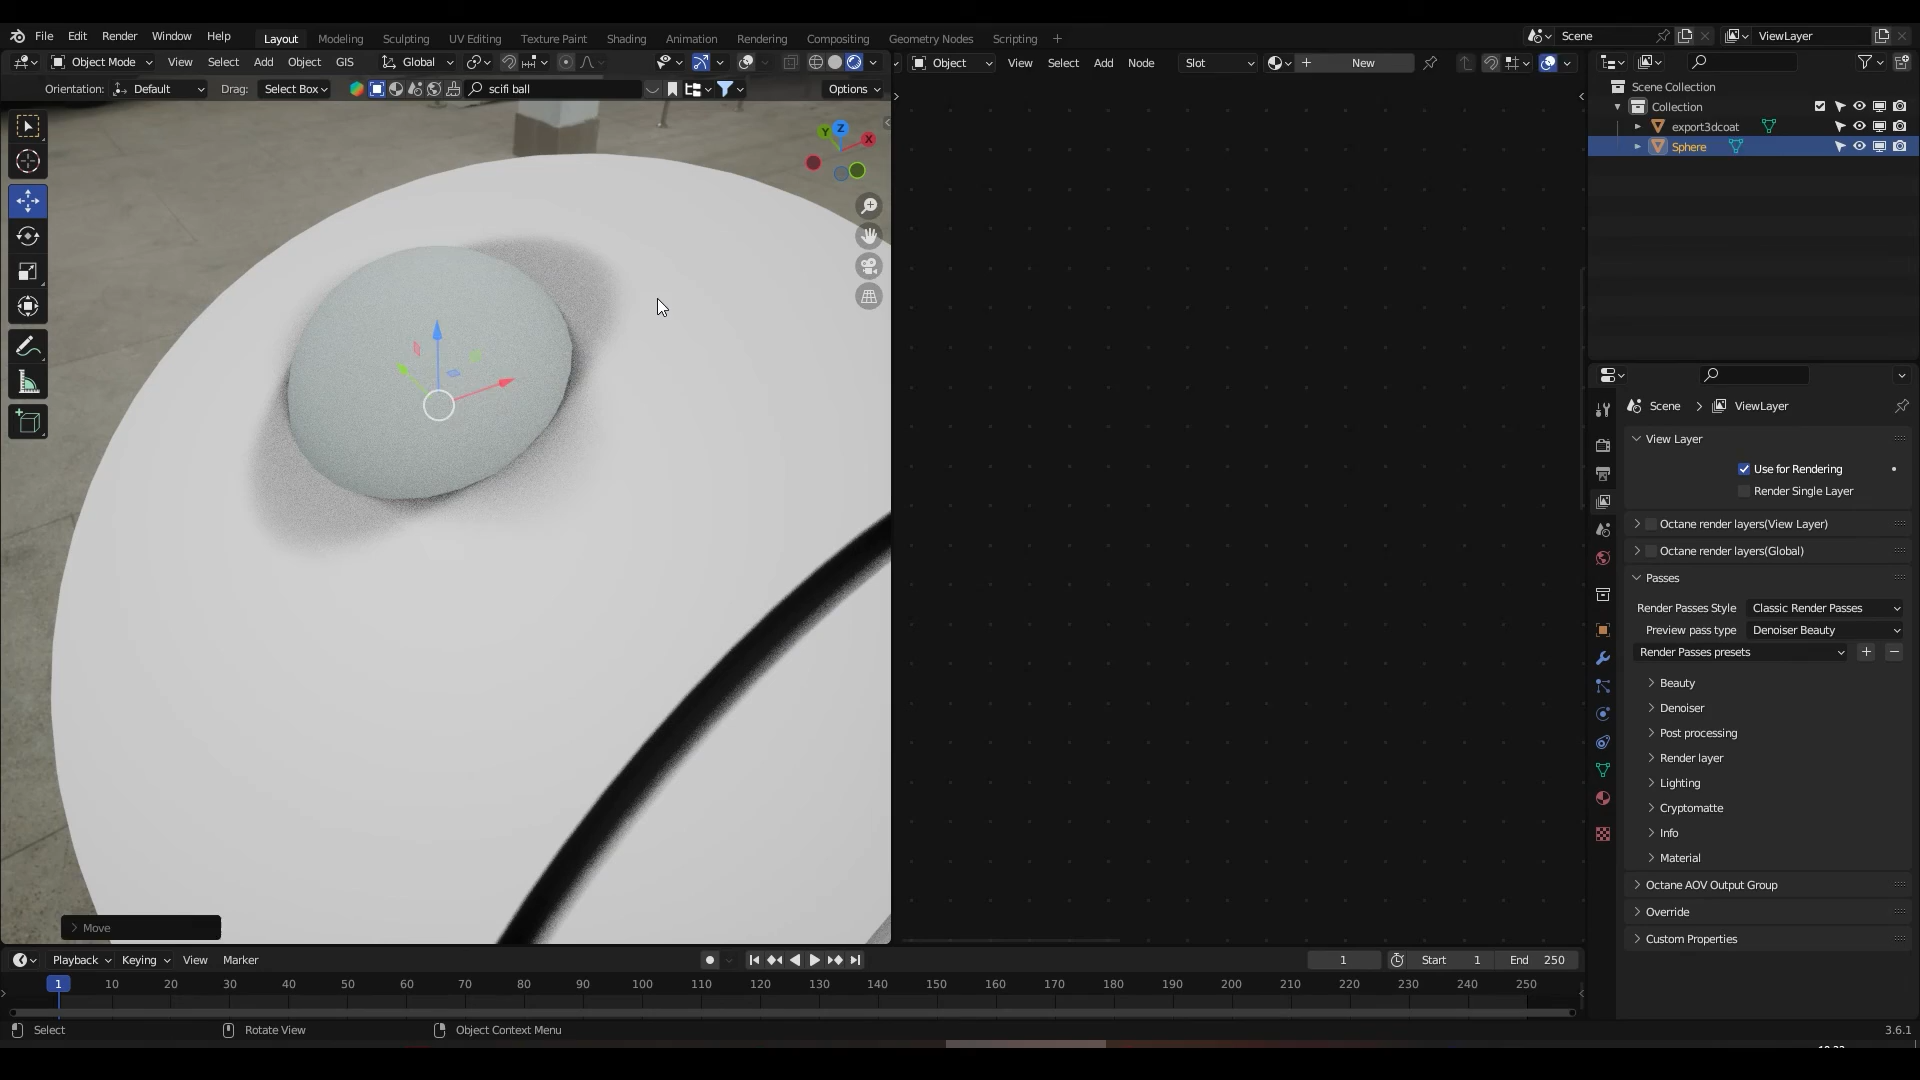 File Edit Render Window Help Layout Modeling Sculpting UV Editing Texture Paint Shading Animation Rendering Compositing Geometry Nodes Scripting + Scene ViewLayer
Object Mode View Select Add Object GIS Global Object View Select Add Node Slot New
Orientation: Default Drag: Select Box scifi ball Options
Scene Collection
Collection
export3dcoat
Sphere
Y Z X
Scene > ViewLayer
View Layer
Use for Rendering
Render Single Layer
Octane render layers(View Layer)
Octane render layers(Global)
Passes
Render Passes Style Classic Render Passes
Preview pass type Denoiser Beauty
Render Passes presets
Beauty
Denoiser
Post processing
Render layer
Lighting
Cryptomatte
Info
Material
Octane AOV Output Group
Override
Custom Properties
Move
Playback Keying View Marker 1 Start 1 End 250
1 10 20 30 40 50 60 70 80 90 100 110 120 130 140 150 160 170 180 190 200 210 220 230 240 250
Select Rotate View Object Context Menu 3.6.1